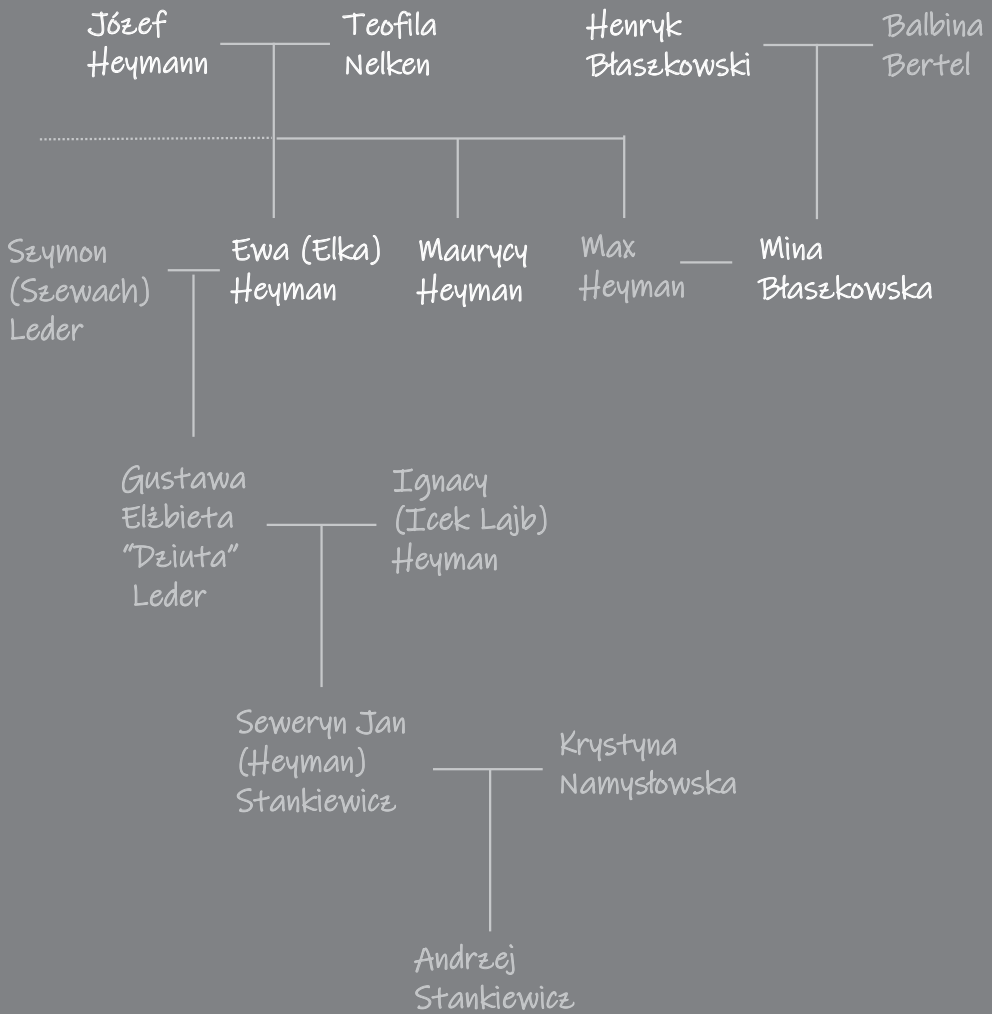 Józef
Heymann
Teofila
Nelken
Henryk
Błaszkowski
Balbina
Bertel
Szymon
(Szewach)
Leder
Ewa (Elka)
Heyman
Maurycy
Heyman
Max
Heyman
Mina
Błaszkowska
Gustawa
Elżbieta
“Dziuta”
Leder
Ignacy
(Icek Lajb)
Heyman
Seweryn Jan
(Heyman)
Stankiewicz
Krystyna
Namysłowska
Andrzej
Stankiewicz